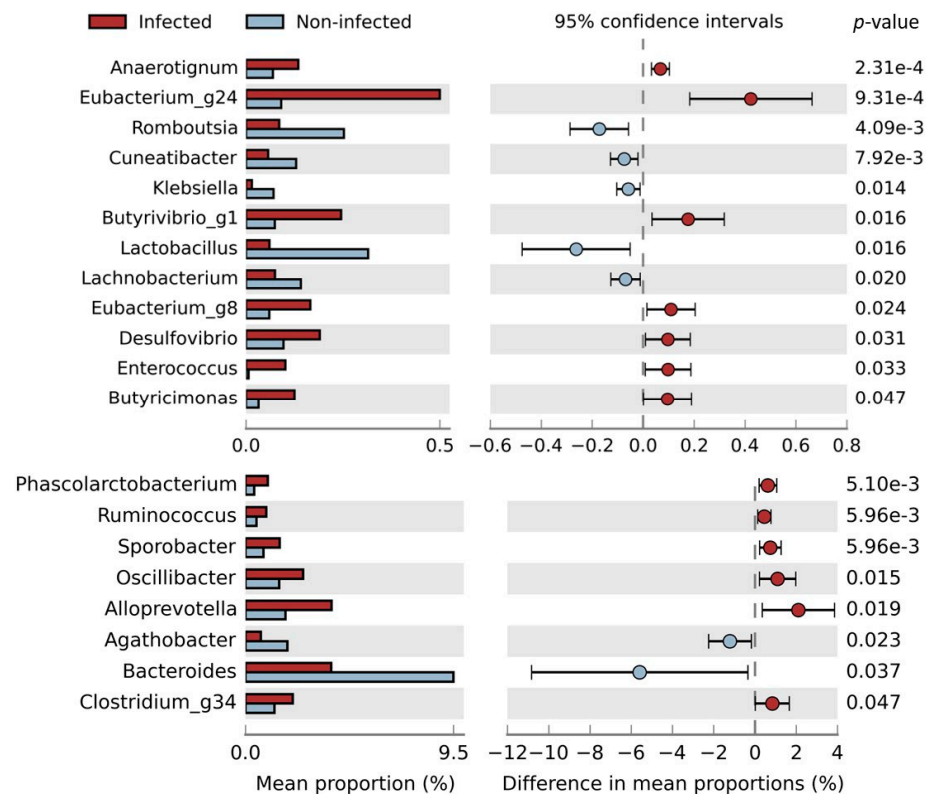 Infected Non-infected 95% confidence intervals p-value
Anaerotignum 2.31e-4
Eubacterium_g24 9.31e-4
Romboutsia 4.09e-3
Cuneatibacter 7.92e-3
Klebsiella 0.014
Butyrivibrio_g1 0.016
Lactobacillus 0.016
Lachnobacterium 0.020
Eubacterium_g8 0.024
Desulfovibrio 0.031
Enterococcus 0.033
Butyricimonas 0.047
0.0 0.5 −0.6 −0.4 −0.2 0.0 0.2 0.4 0.6 0.8
Phascolarctobacterium 5.10e-3
Ruminococcus 5.96e-3
Sporobacter 5.96e-3
Oscillibacter 0.015
Alloprevotella 0.019
Agathobacter 0.023
Bacteroides 0.037
Clostridium_g34 0.047
0.0 9.5 −12 −10 −8 −6 −4 −2 0 2 4
Mean proportion (%) Difference in mean proportions (%)